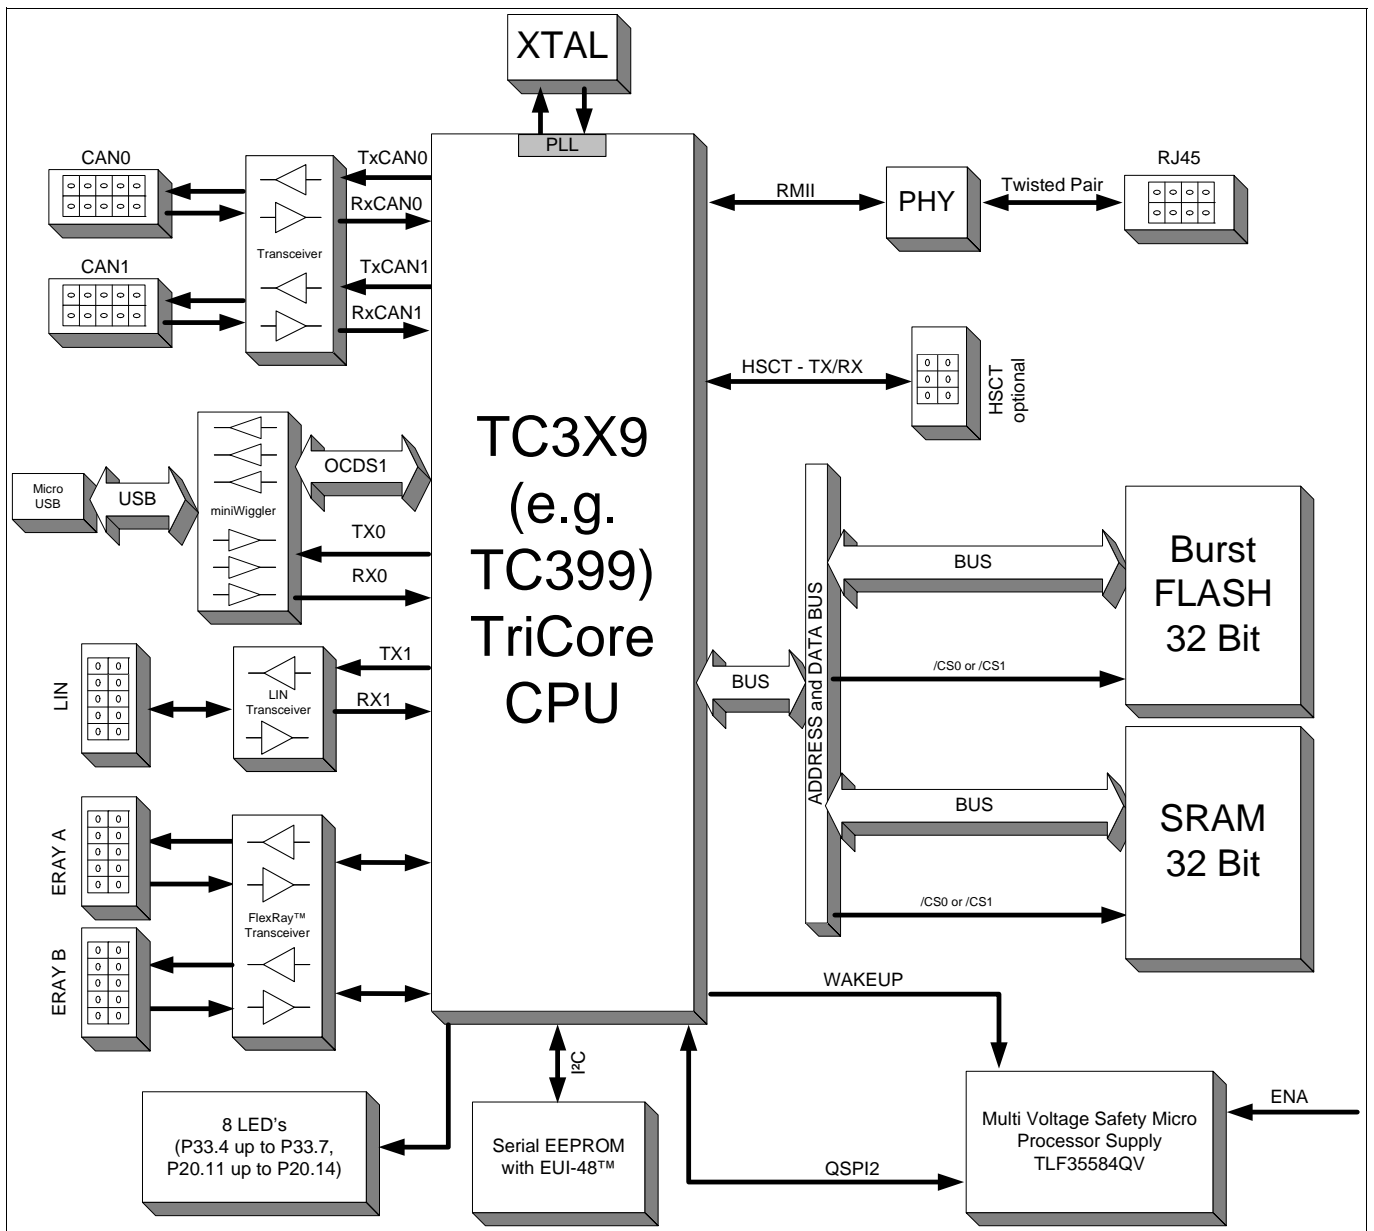 XTAL
PLL
CAN0
TxCAN0
RxCAN0
Transceiver
CAN1
TxCAN1
RxCAN1
RMII
PHY
Twisted Pair
RJ45
HSCT - TX/RX
HSCT
optional
TC3X9
(e.g.
TC399)
TriCore
CPU
Micro
USB
USB
miniWiggler
OCDS1
TX0
RX0
LIN
LIN
Transceiver
TX1
RX1
BUS
ADDRESS and DATA BUS
BUS
/CS0 or /CS1
Burst
FLASH
32 Bit
BUS
/CS0 or /CS1
SRAM
32 Bit
ERAY A
FlexRay™
Transceiver
ERAY B
WAKEUP
I²C
8 LED's
(P33.4 up to P33.7,
P20.11 up to P20.14)
Serial EEPROM
with EUI-48™
QSPI2
Multi Voltage Safety Micro
Processor Supply
TLF35584QV
ENA